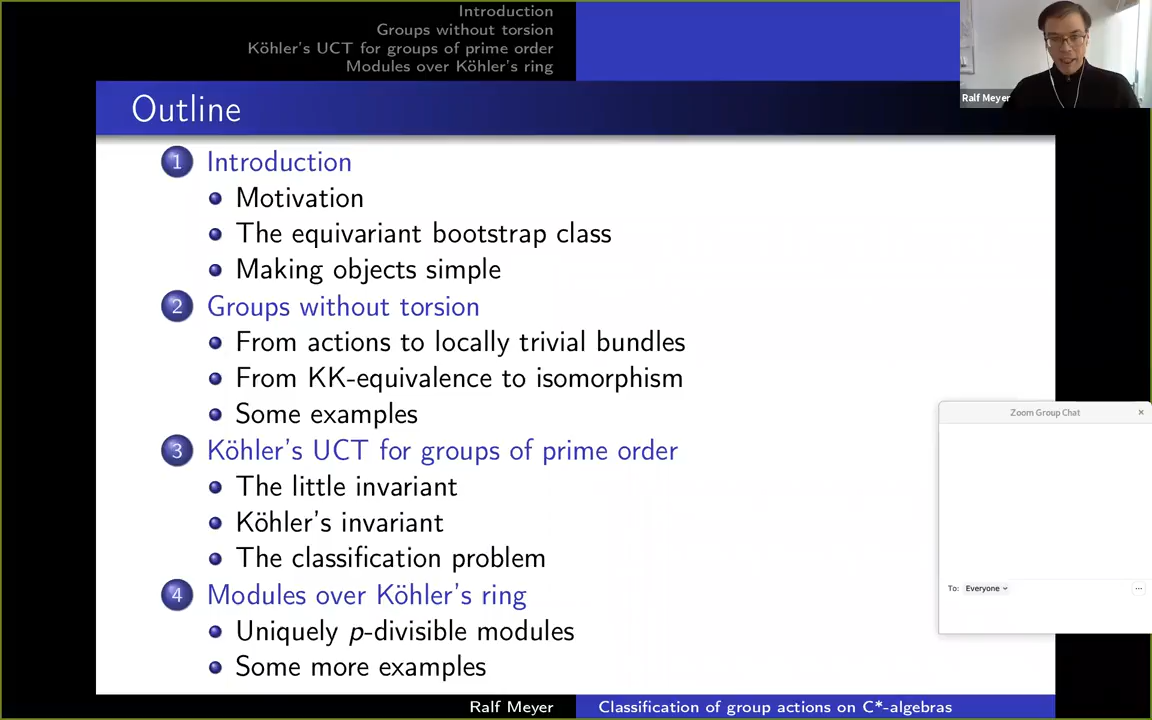 Introduction
Groups without torsion
Köhler's UCT for groups of prime order
Modules over Köhler's ring
Ralf Meyer
Outline
1 Introduction
Motivation
The equivariant bootstrap class
Making objects simple
2 Groups without torsion
From actions to locally trivial bundles
From KK-equivalence to isomorphism
Some examples
3 Köhler's UCT for groups of prime order
The little invariant
Köhler's invariant
The classification problem
4 Modules over Köhler's ring
Uniquely p-divisible modules
Some more examples
Zoom Group Chat
To: Everyone
Ralf Meyer Classification of group actions on C*-algebras